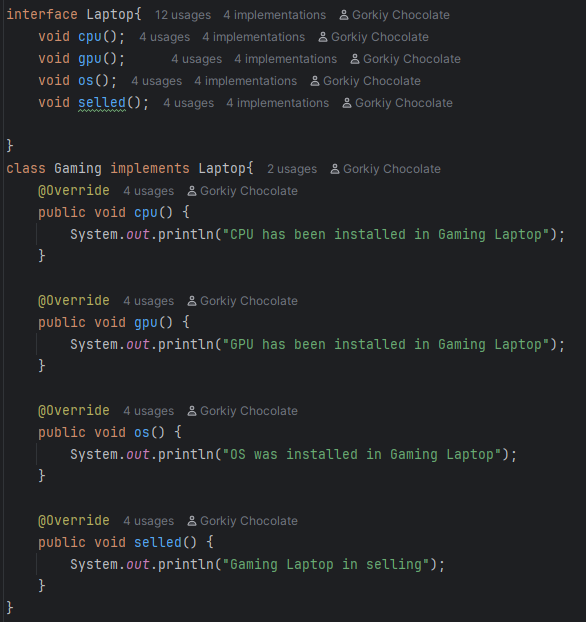 interface Laptop{ 12 usages 4 implementations Gorkiy Chocolate
void cpu(); 4 usages 4 implementations Gorkiy Chocolate
void gpu(); 4 usages 4 implementations Gorkiy Chocolate
void os(); 4 usages 4 implementations Gorkiy Chocolate
void selled(); 4 usages 4 implementations Gorkiy Chocolate
}
class Gaming implements Laptop{ 2 usages Gorkiy Chocolate
@Override 4 usages Gorkiy Chocolate
public void cpu() {
System.out.println("CPU has been installed in Gaming Laptop");
}
@Override 4 usages Gorkiy Chocolate
public void gpu() {
System.out.println("GPU has been installed in Gaming Laptop");
}
@Override 4 usages Gorkiy Chocolate
public void os() {
System.out.println("OS was installed in Gaming Laptop");
}
@Override 4 usages Gorkiy Chocolate
public void selled() {
System.out.println("Gaming Laptop in selling");
}
}